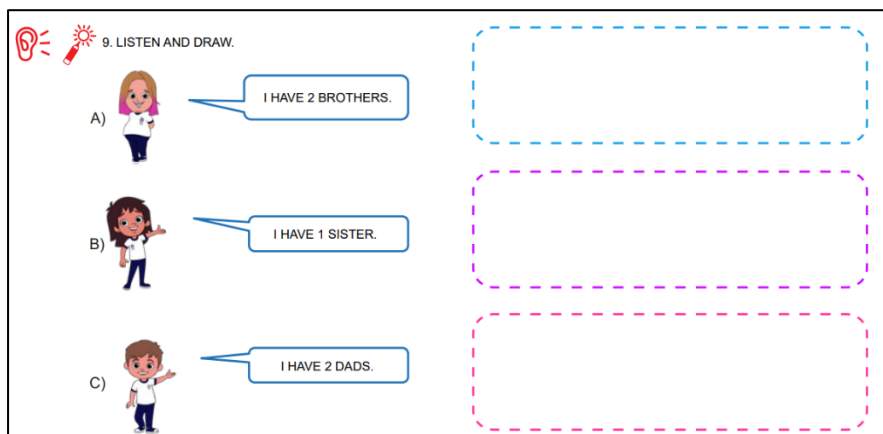 9. LISTEN AND DRAW.
A)
I HAVE 2 BROTHERS.
B)
I HAVE 1 SISTER.
C)
I HAVE 2 DADS.